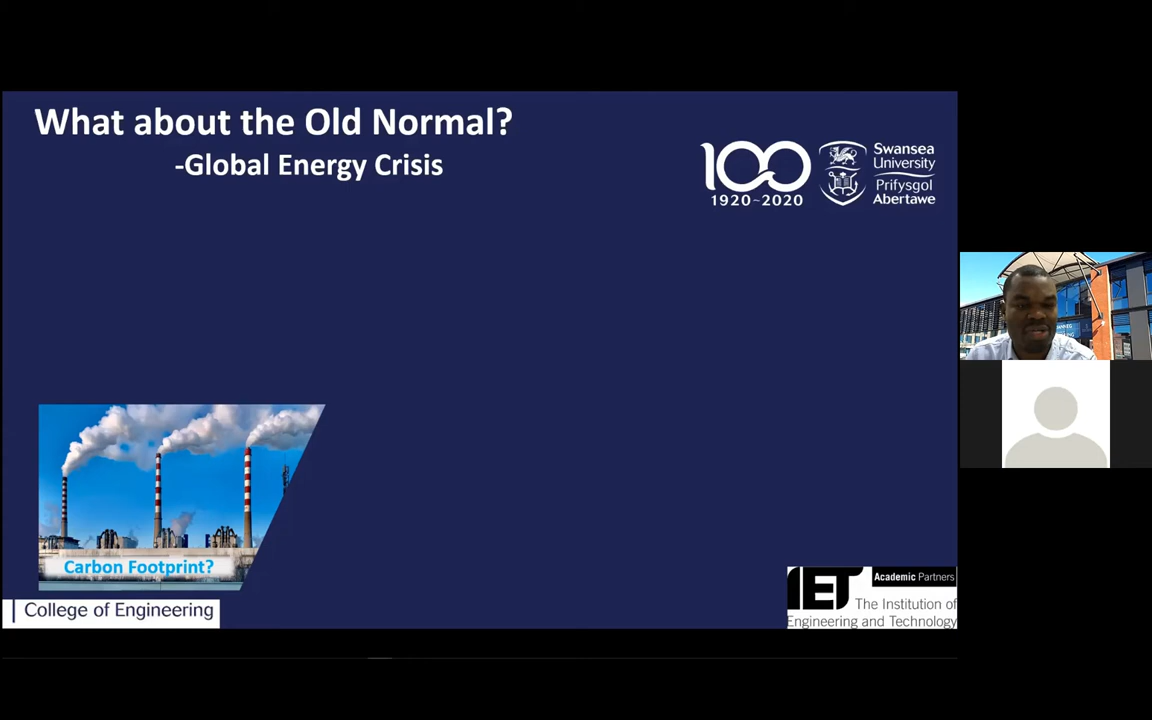 What about the Old Normal?
-Global Energy Crisis
100
1920~2020
Swansea
University
Prifysgol
Abertawe
Carbon Footprint?
College of Engineering
IET
Academic Partners
The Institution of
Engineering and Technology